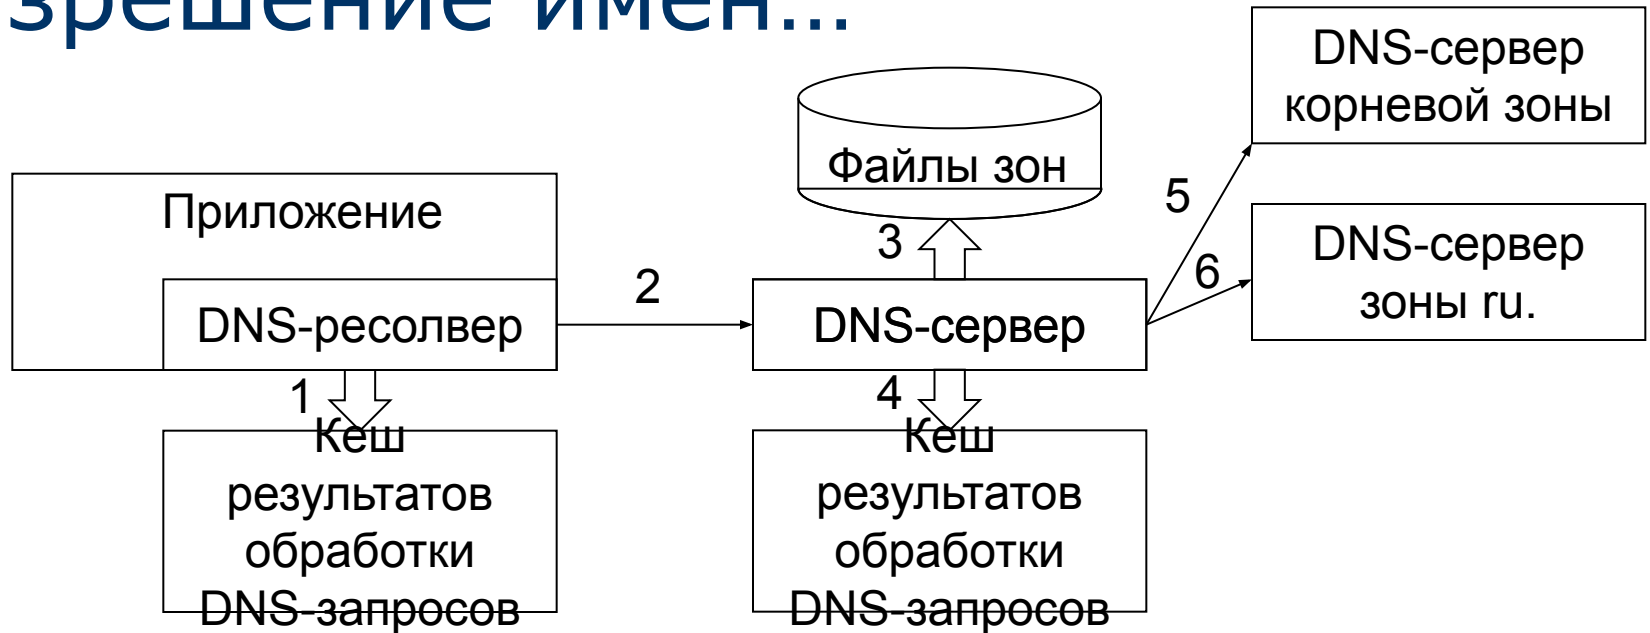 зрешение имен...
DNS-сервер
корневой зоны
Файлы зон
5
Приложение
3
DNS-сервер
зоны ru.
6
2
DNS-ресолвер
DNS-сервер
1
4
Кеш
результатов
обработки
DNS-запросов
Кеш
результатов
обработки
DNS-запросов